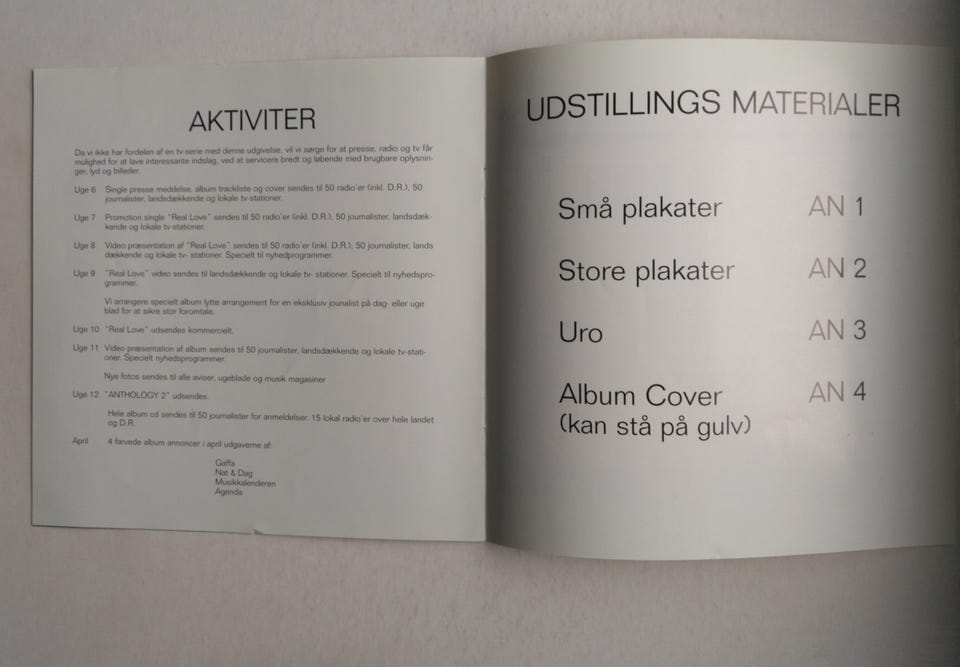 AKTIVITER
Da vi ikke har fordelen af en tv-serie med denne udgivelse, vil vi sørge for at presse, radio og tv får
mulighed for at lave interessante indslag, ved at servicere bredt og løbende med brugbare oplysnin-
ger, lyd og billeder.
Uge 6 Single presse meddelse, album trackliste og cover sendes til 50 radio'er (inkl. D.R.), 50
journalister, landsdækkende og lokale tv-stationer.
Uge 7 Promotion single "Real Love" sendes til 50 radio'er (inkl. D.R.), 50 journalister, landsdæk-
kende og lokale tv-stationer.
Uge 8 Video præsentation af "Real Love" sendes til 50 radio'er (inkl. D.R.), 50 journalister, lands
dækkende og lokale tv- stationer. Specielt til nyhedprogrammer.
Uge 9 "Real Love" video sendes til landsdækkende og lokale tv- stationer. Specielt til nyhedspro-
grammer.
Vi arrangere specielt album lytte arrangement for en eksklusiv jounalist på dag- eller uge
blad for at sikre stor foromtale.
Uge 10 "Real Love" udsendes kommercielt.
Uge 11 Video præsentation af album sendes til 50 journalister, landsdækkende og lokale tv-stati-
oner. Specielt nyhedsprogrammer.
Nye fotos sendes til alle aviser, ugeblade og musik magasiner
Uge 12 "ANTHOLOGY 2" udsendes.
Hele album cd sendes til 50 journalister for anmeldelser. 15 lokal radio'er over hele landet
og D.R.
April 4 farvede album annoncer i april udgaverne af:
Gaffa
Nat & Dag
Musikkalenderen
Agenda
UDSTILLINGS MATERIALER
Små plakater AN 1
Store plakater AN 2
Uro AN 3
Album Cover AN 4
(kan stå på gulv)